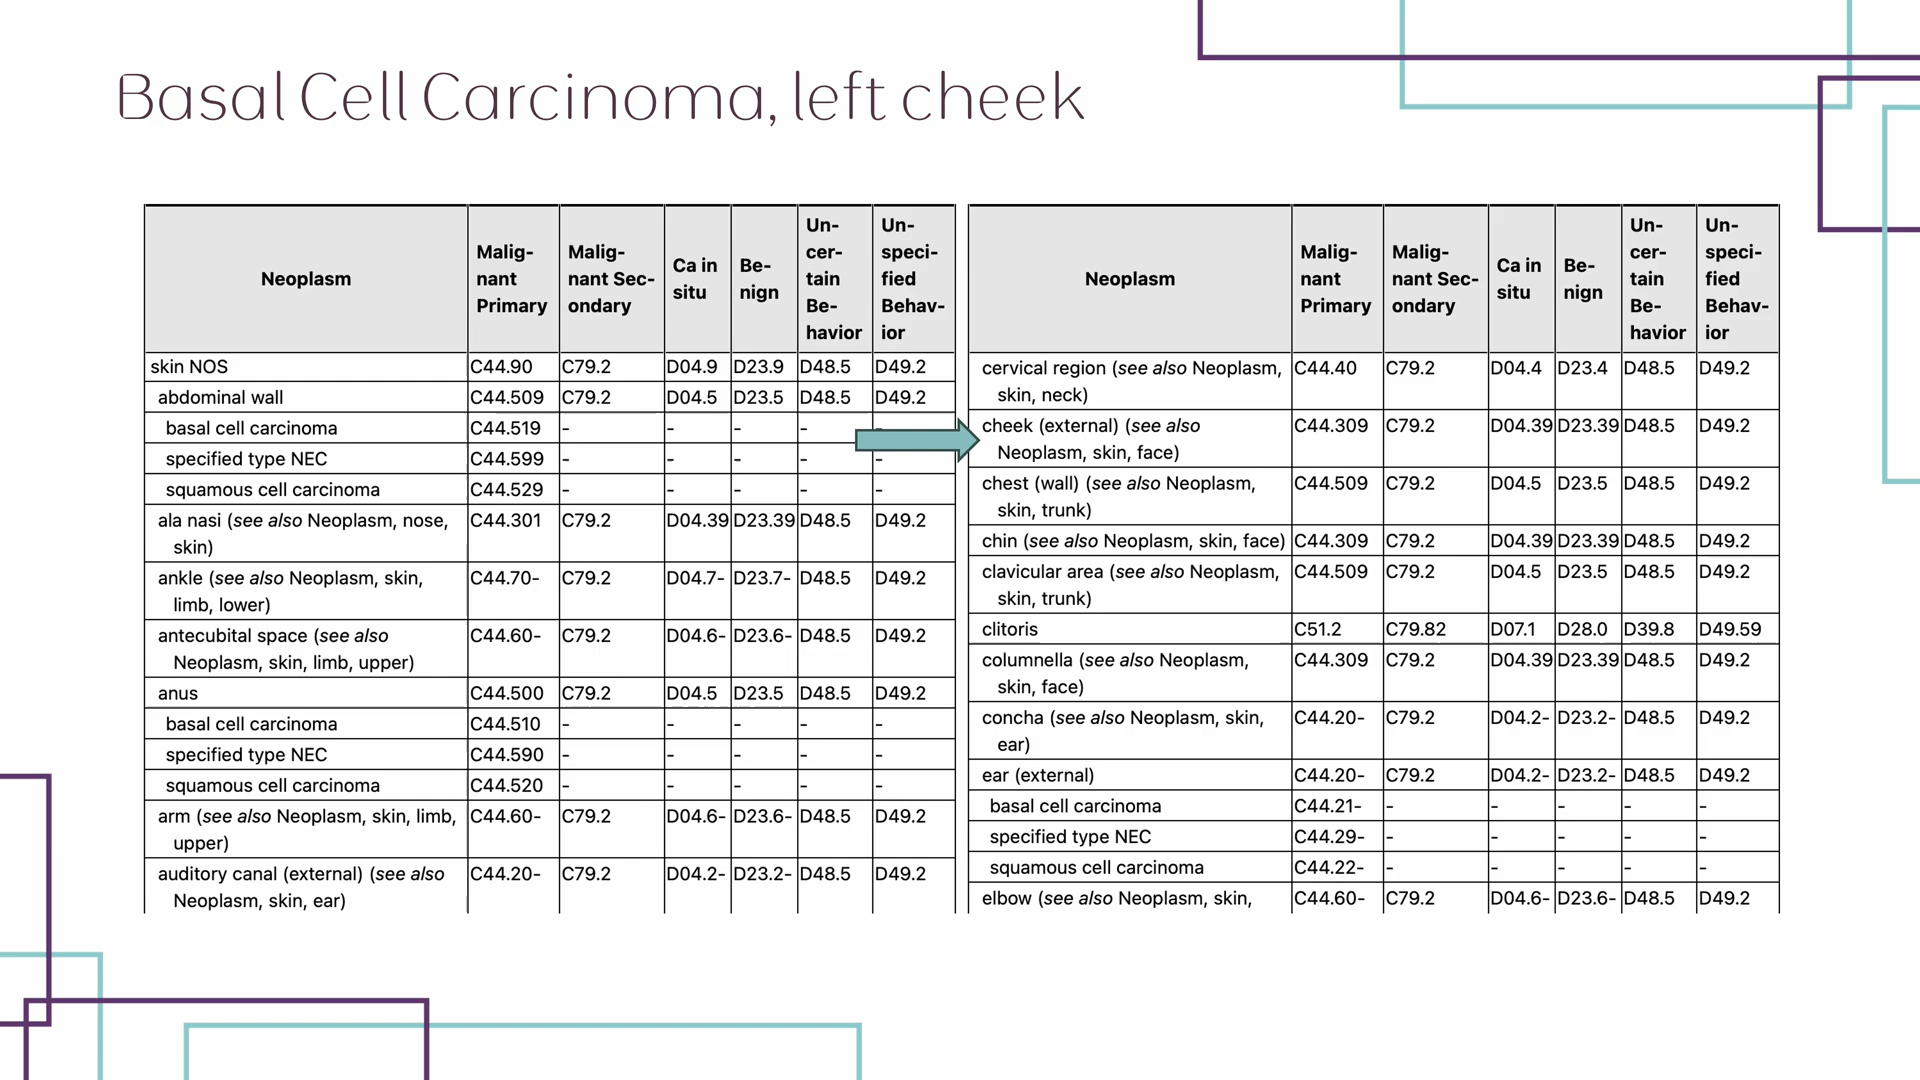 Basal Cell Carcinoma, left cheek
Neoplasm
Malig-
nant
Primary
Malig-
nant Sec-
ondary
Ca in
situ
Be-
nign
Un-
cer-
tain
Be-
havior
Un-
speci-
fied
Behav-
ior
skin NOS C44.90 C79.2 D04.9 D23.9 D48.5 D49.2
abdominal wall C44.509 C79.2 D04.5 D23.5 D48.5 D49.2
basal cell carcinoma C44.519 - - - - -
specified type NEC C44.599 - - - - -
squamous cell carcinoma C44.529 - - - - -
ala nasi (see also Neoplasm, nose, C44.301 C79.2 D04.39 D23.39 D48.5 D49.2
skin)
ankle (see also Neoplasm, skin, C44.70- C79.2 D04.7- D23.7- D48.5 D49.2
limb, lower)
antecubital space (see also C44.60- C79.2 D04.6- D23.6- D48.5 D49.2
Neoplasm, skin, limb, upper)
anus C44.500 C79.2 D04.5 D23.5 D48.5 D49.2
basal cell carcinoma C44.510 - - - - -
specified type NEC C44.590 - - - - -
squamous cell carcinoma C44.520 - - - - -
arm (see also Neoplasm, skin, limb, C44.60- C79.2 D04.6- D23.6- D48.5 D49.2
upper)
auditory canal (external) (see also C44.20- C79.2 D04.2- D23.2- D48.5 D49.2
Neoplasm, skin, ear)
Neoplasm
Malig-
nant
Primary
Malig-
nant Sec-
ondary
Ca in
situ
Be-
nign
Un-
cer-
tain
Be-
havior
Un-
speci-
fied
Behav-
ior
cervical region (see also Neoplasm, C44.40 C79.2 D04.4 D23.4 D48.5 D49.2
skin, neck)
cheek (external) (see also C44.309 C79.2 D04.39 D23.39 D48.5 D49.2
Neoplasm, skin, face)
chest (wall) (see also Neoplasm, C44.509 C79.2 D04.5 D23.5 D48.5 D49.2
skin, trunk)
chin (see also Neoplasm, skin, face) C44.309 C79.2 D04.39 D23.39 D48.5 D49.2
clavicular area (see also Neoplasm, C44.509 C79.2 D04.5 D23.5 D48.5 D49.2
skin, trunk)
clitoris C51.2 C79.82 D07.1 D28.0 D39.8 D49.59
columnella (see also Neoplasm, C44.309 C79.2 D04.39 D23.39 D48.5 D49.2
skin, face)
concha (see also Neoplasm, skin, C44.20- C79.2 D04.2- D23.2- D48.5 D49.2
ear)
ear (external) C44.20- C79.2 D04.2- D23.2- D48.5 D49.2
basal cell carcinoma C44.21- - - - - -
specified type NEC C44.29- - - - - -
squamous cell carcinoma C44.22- - - - - -
elbow (see also Neoplasm, skin, C44.60- C79.2 D04.6- D23.6- D48.5 D49.2